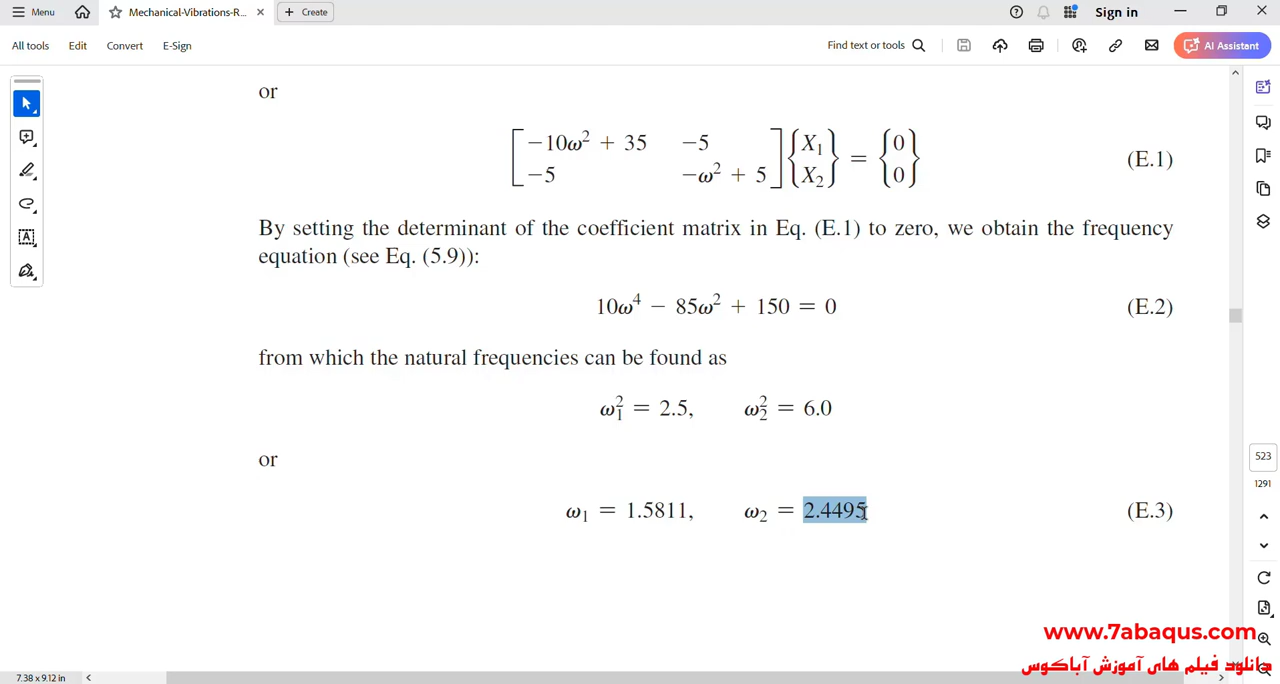 Menu
Mechanical-Vibrations-R...
+ Create
Sign in
All tools Edit Convert E-Sign
Find text or tools
AI Assistant
or
[−10ω² + 35 −5] {X₁} = {0}
[−5 −ω² + 5] {X₂} {0} (E.1)
By setting the determinant of the coefficient matrix in Eq. (E.1) to zero, we obtain the frequency
equation (see Eq. (5.9)):
10ω⁴ − 85ω² + 150 = 0 (E.2)
from which the natural frequencies can be found as
ω₁² = 2.5, ω₂² = 6.0
or
ω₁ = 1.5811, ω₂ = 2.4495 (E.3)
523
1291
www.7abaqus.com
دانلود فیلم های آموزش آباکوس
7.38 x 9.12 in